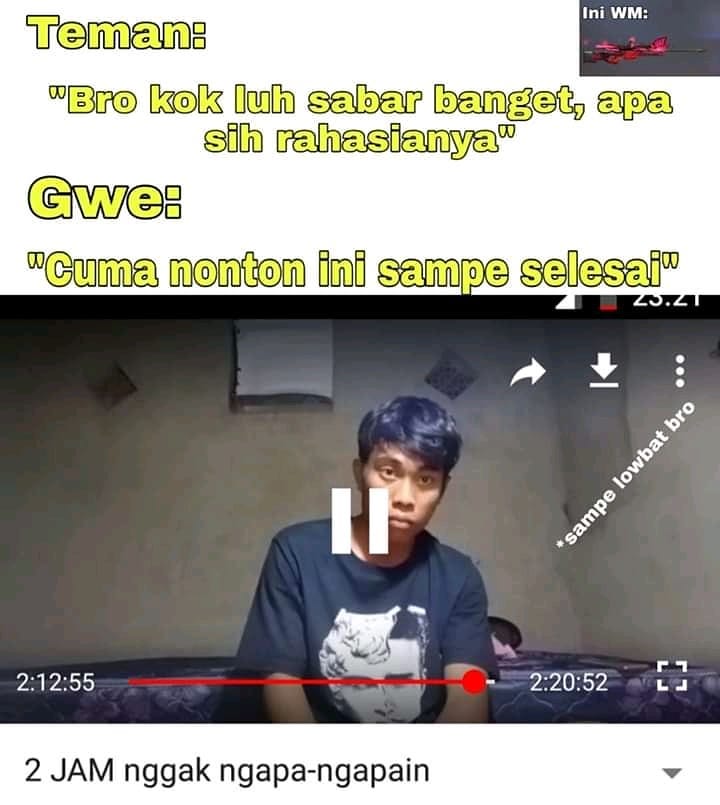 Teman:
Ini WM:
"Bro kok luh sabar banget, apa
sih rahasianya"
Gwe:
"Cuma nonton ini sampe selesai"
23.21
*sampe lowbat bro
2:12:55
2:20:52
2 JAM nggak ngapa-ngapain